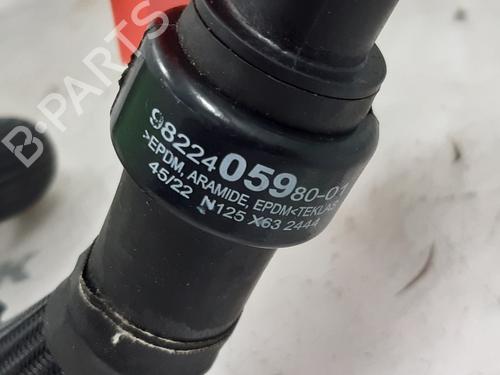 B-PARTS
9822405980-01
>EPDM, ARAMIDE, EPDM<TEKLAS
45/22 N125 X63 2444